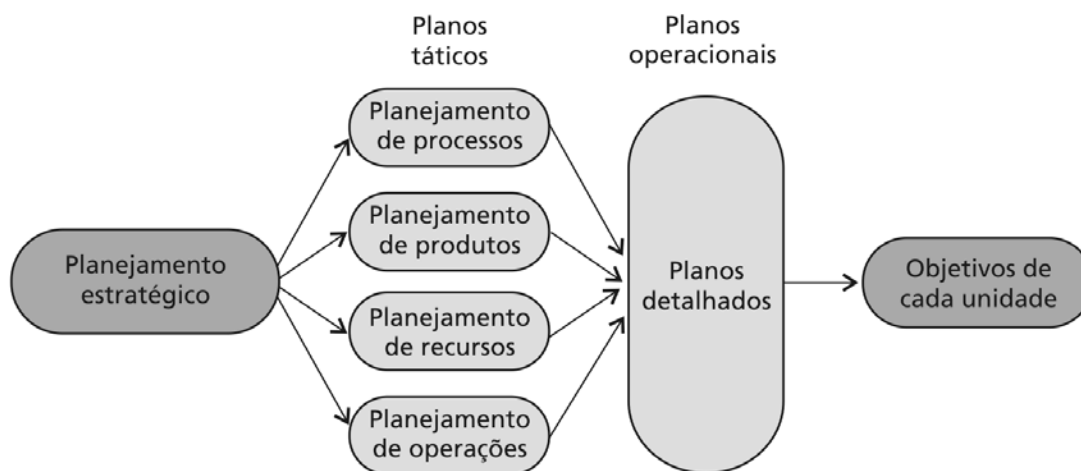 Planos
táticos
Planos
operacionais
Planejamento
de processos
Planejamento
de produtos
Planejamento
de recursos
Planejamento
de operações
Planejamento
estratégico
Planos
detalhados
Objetivos de
cada unidade